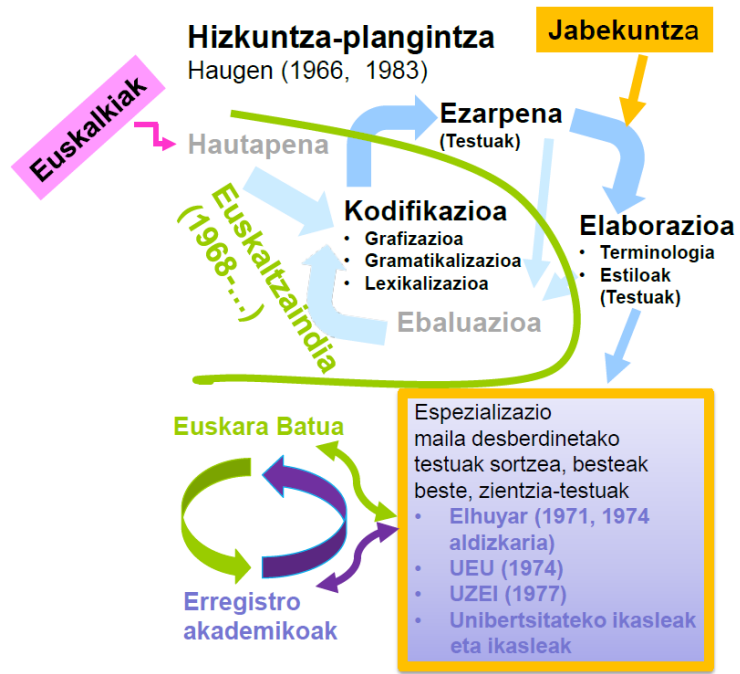 Hizkuntza-plangintza
Haugen (1966, 1983)
Jabekuntza
Euskalkiak
Hautapena
Ezarpena
(Testuak)
Euskaltzaindia
(1968-...)
Kodifikazioa
• Grafizazioa
• Gramatikalizazioa
• Lexikalizazioa
Elaborazioa
• Terminologia
• Estiloak
(Testuak)
Ebaluazioa
Euskara Batua
Erregistro
akademikoak
Espezializazio
maila desberdinetako
testuak sortzea, besteak
beste, zientzia-testuak
• Elhuyar (1971, 1974
aldizkaria)
• UEU (1974)
• UZEI (1977)
• Unibertsitateko ikasleak
eta ikasleak